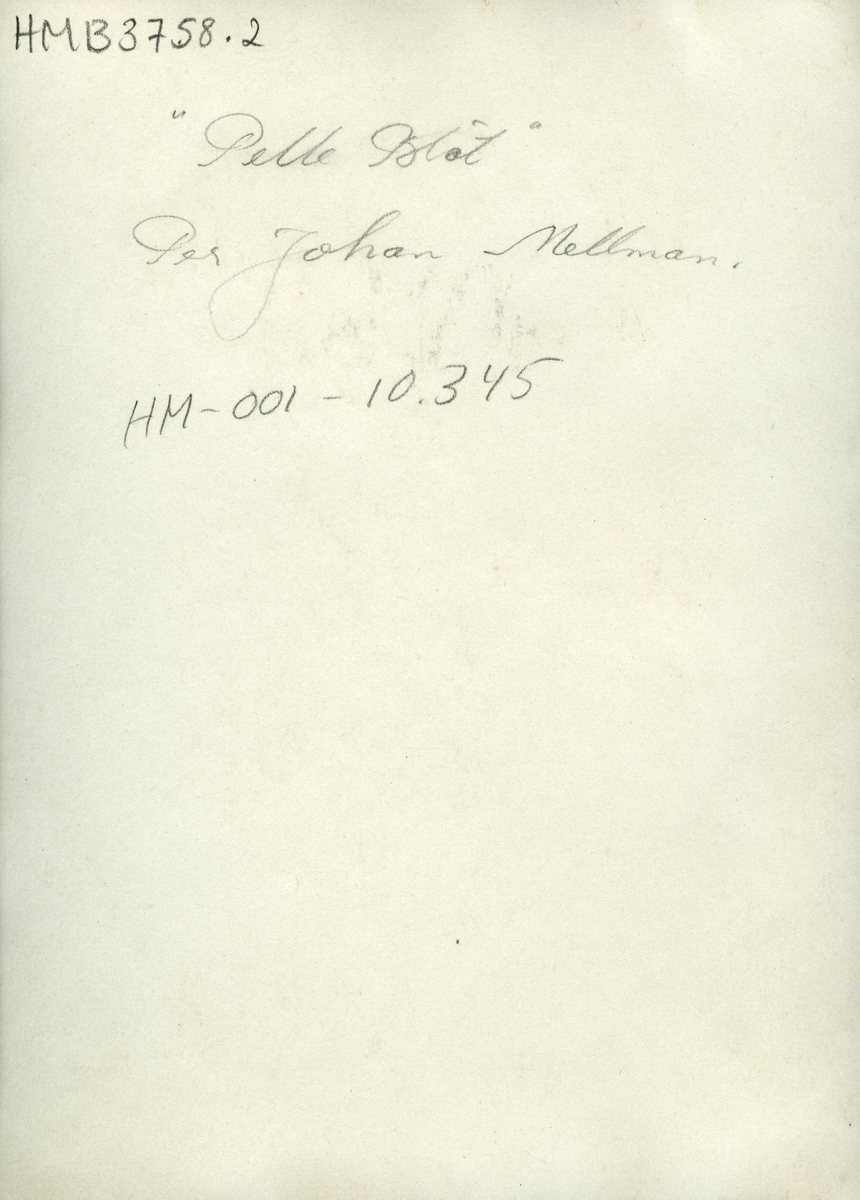 HMB3758.2
"Pelle Blöt"
Per Johan Mellman.
HM-001-10.345